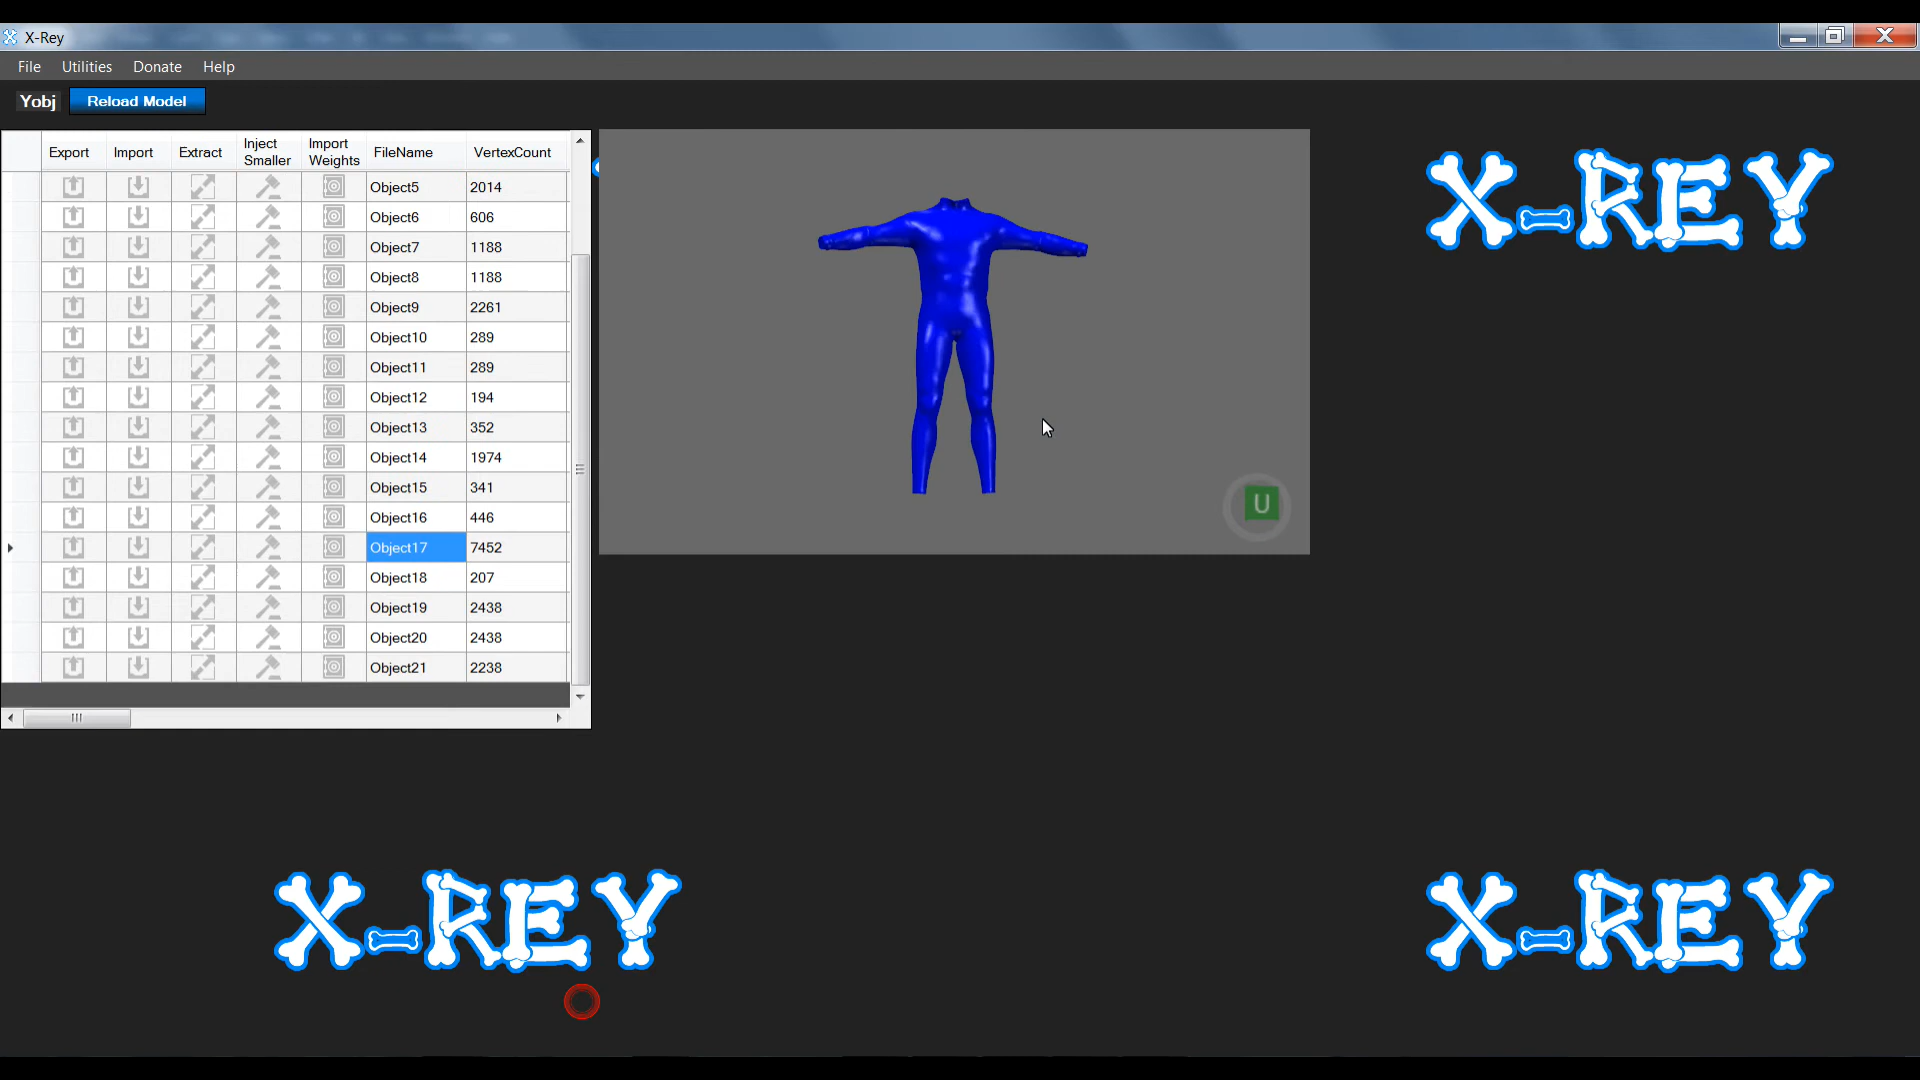 X-Rey
File Utilities Donate Help
Yobj Reload Model
Export Import Extract Inject Smaller Import Weights FileName VertexCount
Object5 2014
Object6 606
Object7 1188
Object8 1188
Object9 2261
Object10 289
Object11 289
Object12 194
Object13 352
Object14 1974
Object15 341
Object16 446
Object17 7452
Object18 207
Object19 2438
Object20 2438
Object21 2238
U
X-REY
X-REY
X-REY